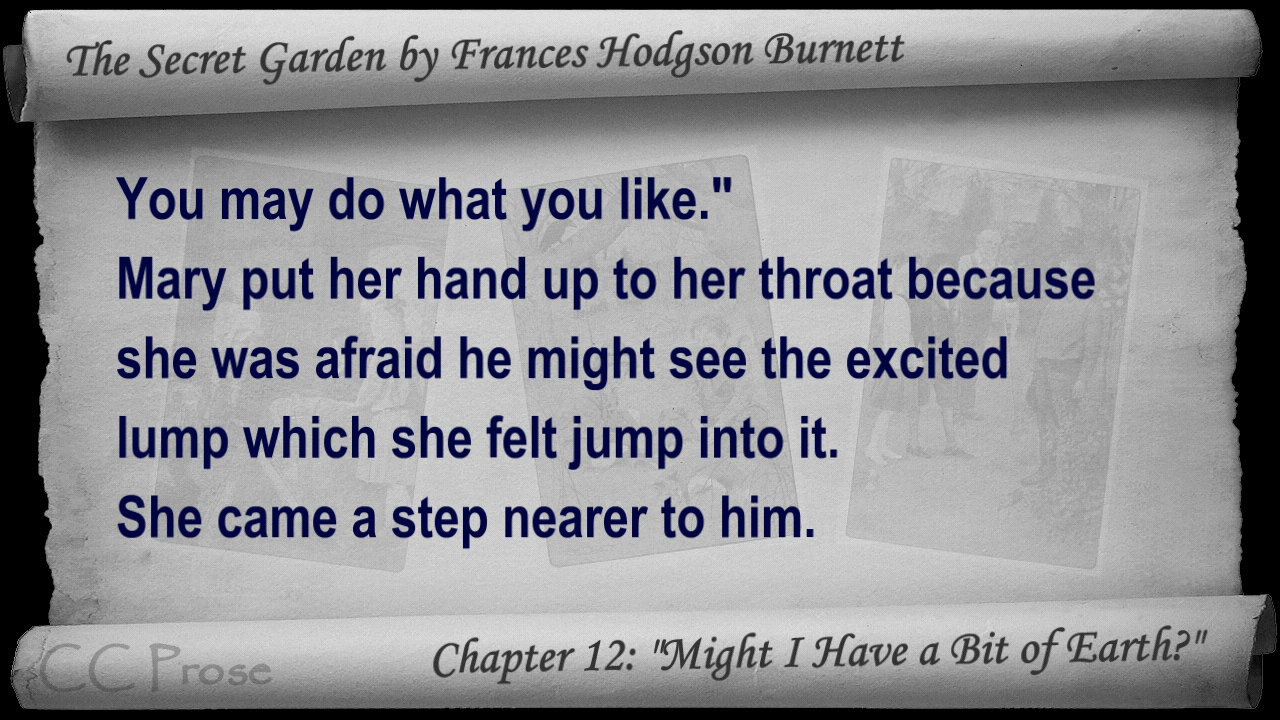 The Secret Garden by Frances Hodgson Burnett
You may do what you like."
Mary put her hand up to her throat because
she was afraid he might see the excited
lump which she felt jump into it.
She came a step nearer to him.
Chapter 12: "Might I Have a Bit of Earth?"
CC Prose